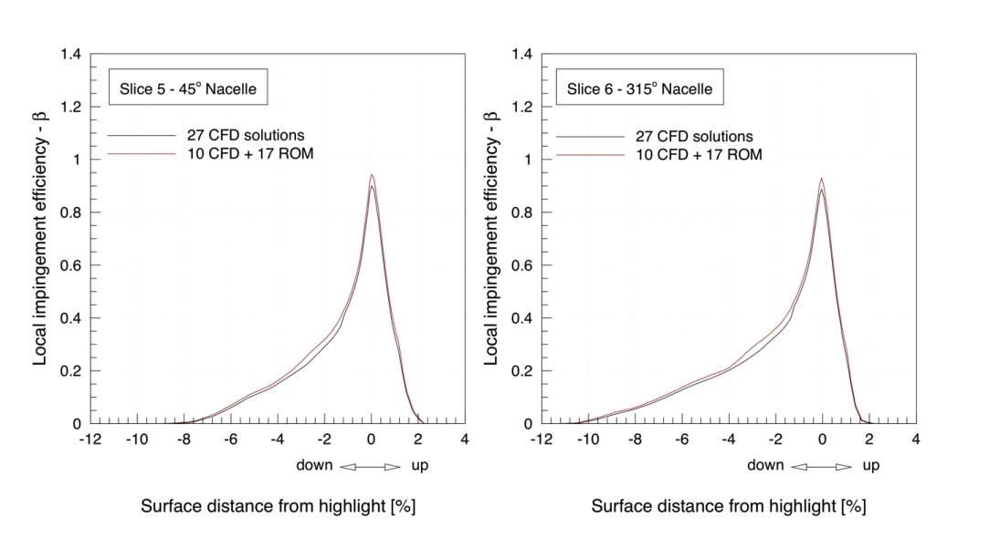 Slice 5 - 45º Nacelle
27 CFD solutions
10 CFD + 17 ROM
Local impingement efficiency - β
1.4
1.2
1
0.8
0.6
0.4
0.2
0
-12 -10 -8 -6 -4 -2 0 2 4
down up
Surface distance from highlight [%]
Slice 6 - 315º Nacelle
27 CFD solutions
10 CFD + 17 ROM
Local impingement efficiency - β
1.4
1.2
1
0.8
0.6
0.4
0.2
0
-12 -10 -8 -6 -4 -2 0 2 4
down up
Surface distance from highlight [%]